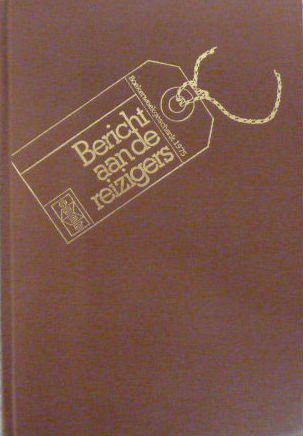 Boekenweekgeschenk 1975
Bericht
aan de
reizigers